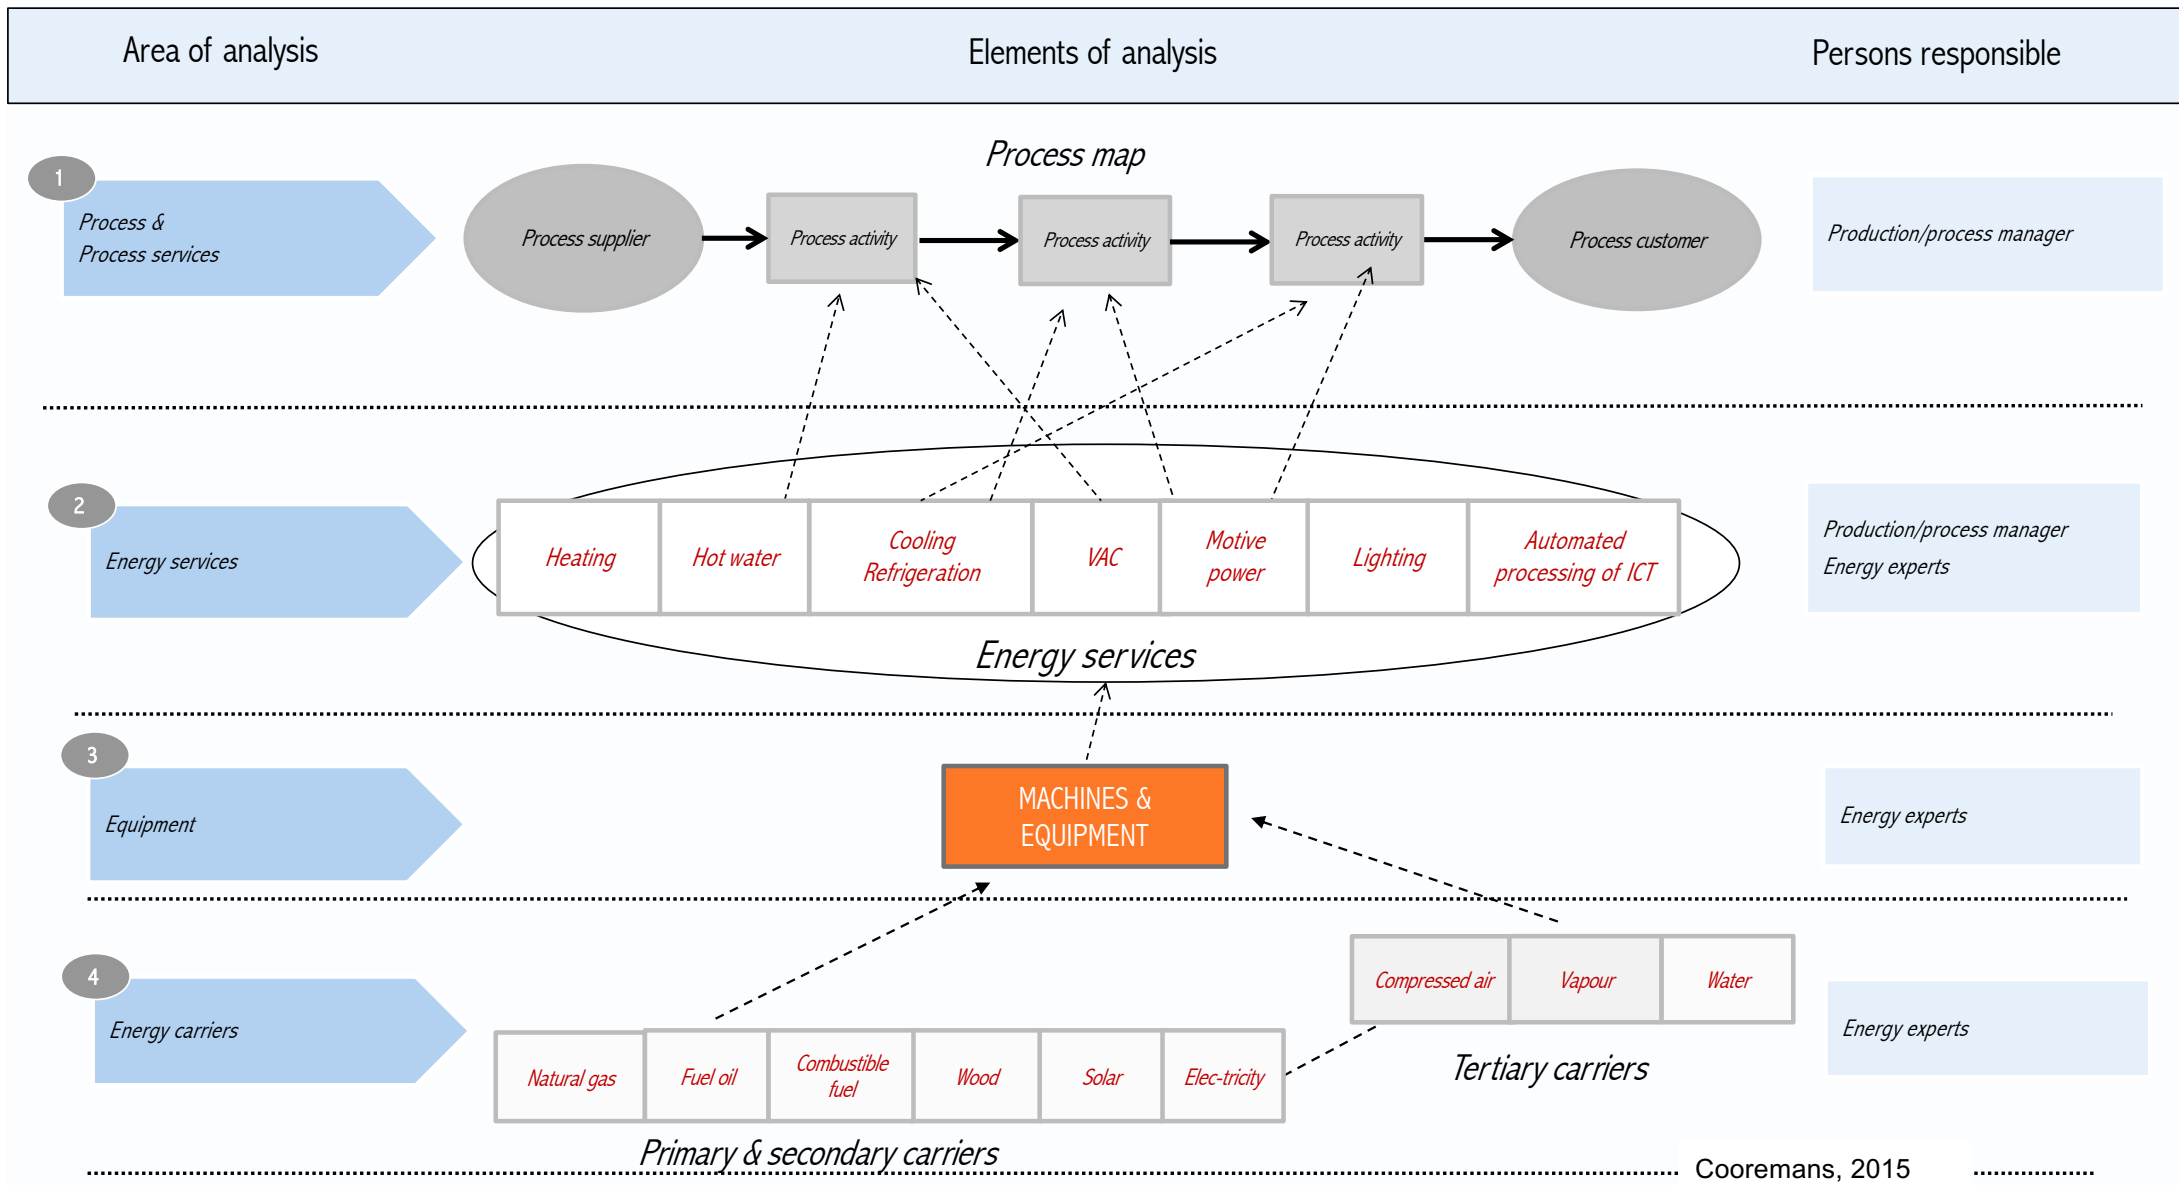 Area of analysis
Elements of analysis
Persons responsible
Process map
1
Process &
Process services
Process supplier
Process activity
Process activity
Process activity
Process customer
Production/process manager
2
Energy services
Heating
Hot water
Cooling
Refrigeration
VAC
Motive
power
Lighting
Automated
processing of ICT
Energy services
Production/process manager
Energy experts
3
Equipment
MACHINES &
EQUIPMENT
Energy experts
4
Energy carriers
Compressed air
Vapour
Water
Tertiary carriers
Natural gas
Fuel oil
Combustible
fuel
Wood
Solar
Elec-tricity
Primary & secondary carriers
Energy experts
Cooremans, 2015